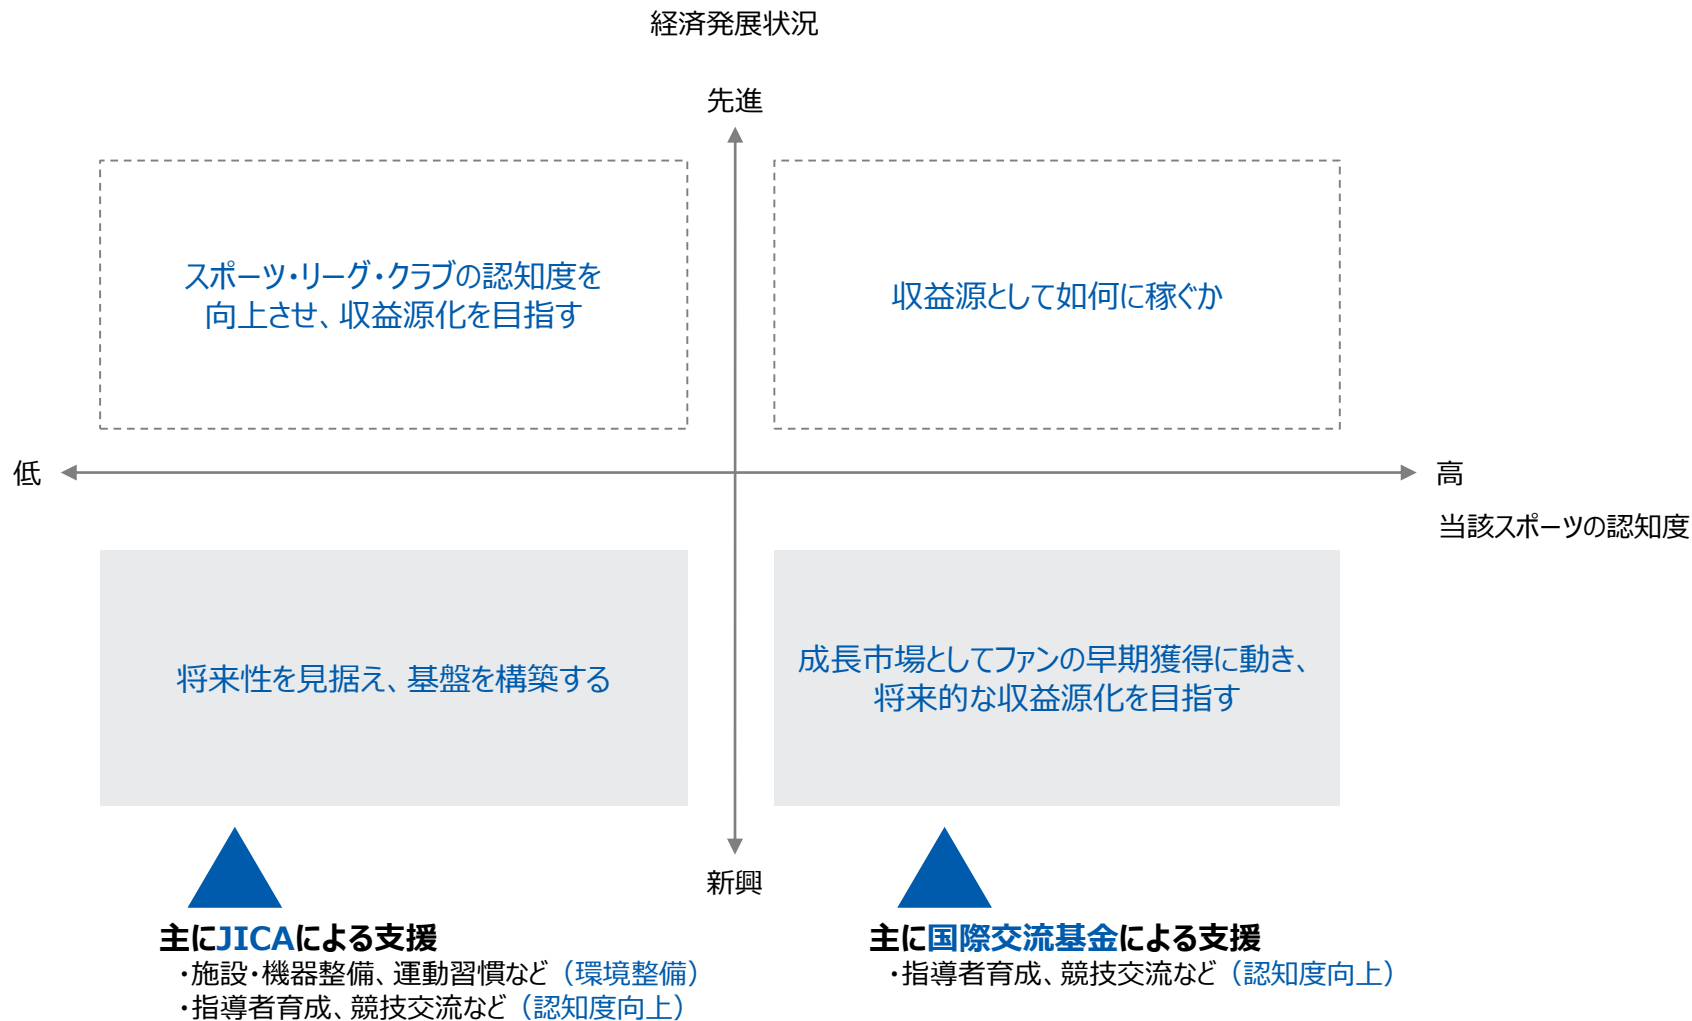 経済発展状況
先進
スポーツ・リーグ・クラブの認知度を
向上させ、収益源化を目指す
収益源として如何に稼ぐか
低
高
当該スポーツの認知度
将来性を見据え、基盤を構築する
成長市場としてファンの早期獲得に動き、
将来的な収益源化を目指す
新興
主にJICAによる支援
・施設・機器整備、運動習慣など（環境整備）
・指導者育成、競技交流など（認知度向上）
主に国際交流基金による支援
・指導者育成、競技交流など（認知度向上）